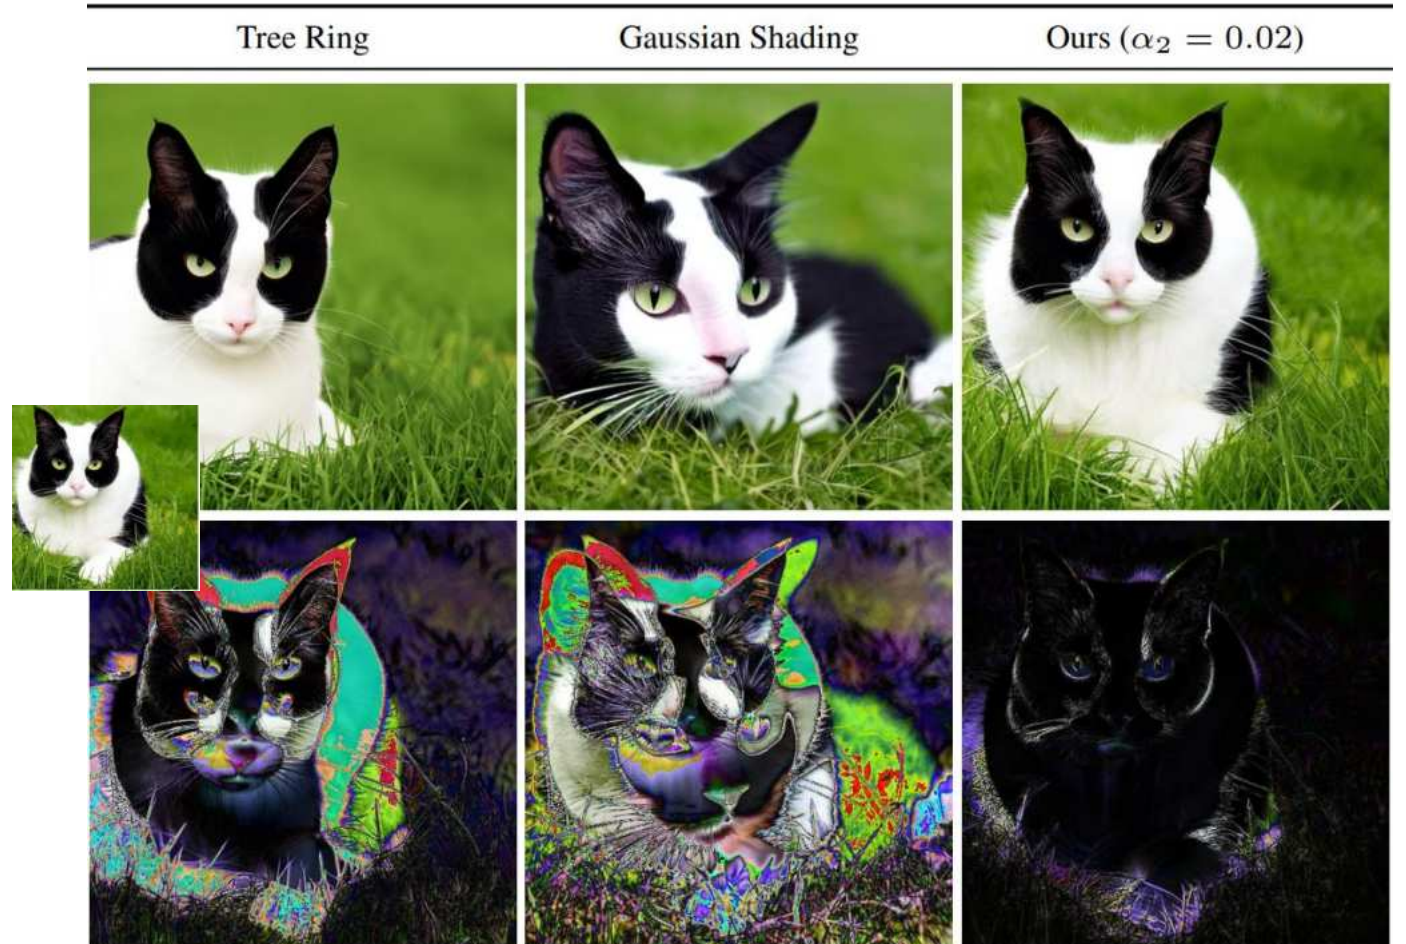 Tree Ring
Gaussian Shading
Ours (α₂ = 0.02)